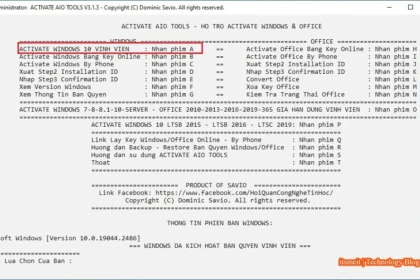 ministrator: ACTIVATE AIO TOOLS V3.1.3 - Copyright (C) Dominic Savio. All rights reserved.
ACTIVATE AIO TOOLS - HO TRO ACTIVATE WINDOWS & OFFICE
WINDOWS OFFICE
ACTIVATE WINDOWS 10 VINH VIEN : Nhan phim A == Activate Office Bang Key Online : Nhan phim H
Activate Windows Bang Key Online : Nhan phim B == Activate Office By Phone : Nhan phim I
Activate Windows By Phone : Nhan phim C == Xuat Step2 Installation ID : Nhan phim J
Xuat Step2 Installation ID : Nhan phim D == Nhap Step3 Confirmation ID : Nhan phim K
Nhap Step3 Confirmation ID : Nhan phim E == Convert Office : Nhan phim L
Xem Version Windows : Nhan phim F == Xoa Key Office : Nhan phim M
Xem Thong Tin Ban Quyen : Nhan phim G == Kiem Tra Trang Thai Office : Nhan phim N
ACTIVATE WINDOWS 7-8-8.1-10-SERVER - OFFICE 2010-2013-2016-2019-365 GIA HAN DUNG VINH VIEN : Nhan phim O
ACTIVATE WINDOWS 10 LTSB 2015 - 2016 - LTSC 2019: Nhan phim P
Link Lay Key Windows/Office Online - By Phone : Nhan phim Q
Huong dan Backup - Restore Ban Quyen Windows/Office : Nhan phim R
Huong dan su dung ACTIVATE AIO TOOLS : Nhan phim S
Thoat : Nhan phim T
PRODUCT OF SAVIO
Link Facebook: https://www.facebook.com/HoiQuanCongNgheTinHoc/
Copyright (C) Dominic Savio. All rights reserved.
THONG TIN PHIEN BAN WINDOWS:
soft Windows [Version 10.0.19044.2486]
=== WINDOWS DA KICH HOAT BAN QUYEN VINH VIEN ===
Lua Chon Cua Ban :
itsmeit Technology Blog